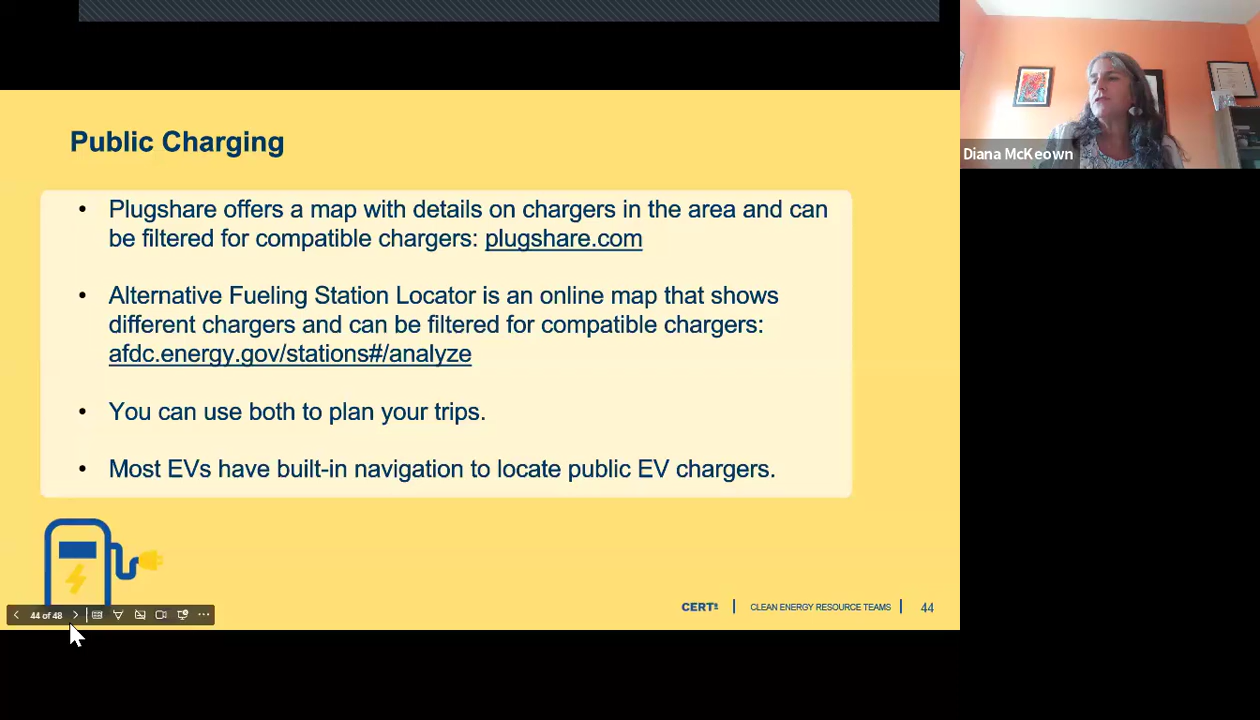 Public Charging
• Plugshare offers a map with details on chargers in the area and can
be filtered for compatible chargers: plugshare.com
• Alternative Fueling Station Locator is an online map that shows
different chargers and can be filtered for compatible chargers:
afdc.energy.gov/stations#/analyze
• You can use both to plan your trips.
• Most EVs have built-in navigation to locate public EV chargers.
44 of 48
CERTs | CLEAN ENERGY RESOURCE TEAMS | 44
Diana McKeown